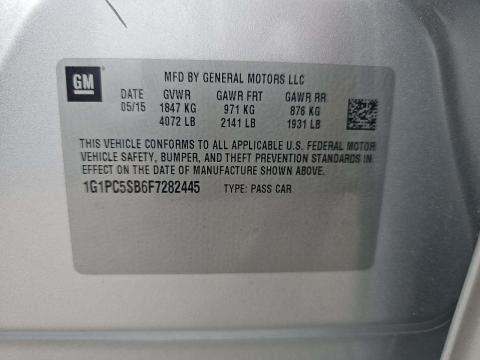 GM
MFD BY GENERAL MOTORS LLC
DATE GVWR GAWR FRT GAWR RR
05/15 1847 KG 971 KG 876 KG
4072 LB 2141 LB 1931 LB
THIS VEHICLE CONFORMS TO ALL APPLICABLE U.S. FEDERAL MOTOR
VEHICLE SAFETY, BUMPER, AND THEFT PREVENTION STANDARDS IN
EFFECT ON THE DATE OF MANUFACTURE SHOWN ABOVE.
1G1PC5SB6F7282445 TYPE: PASS CAR